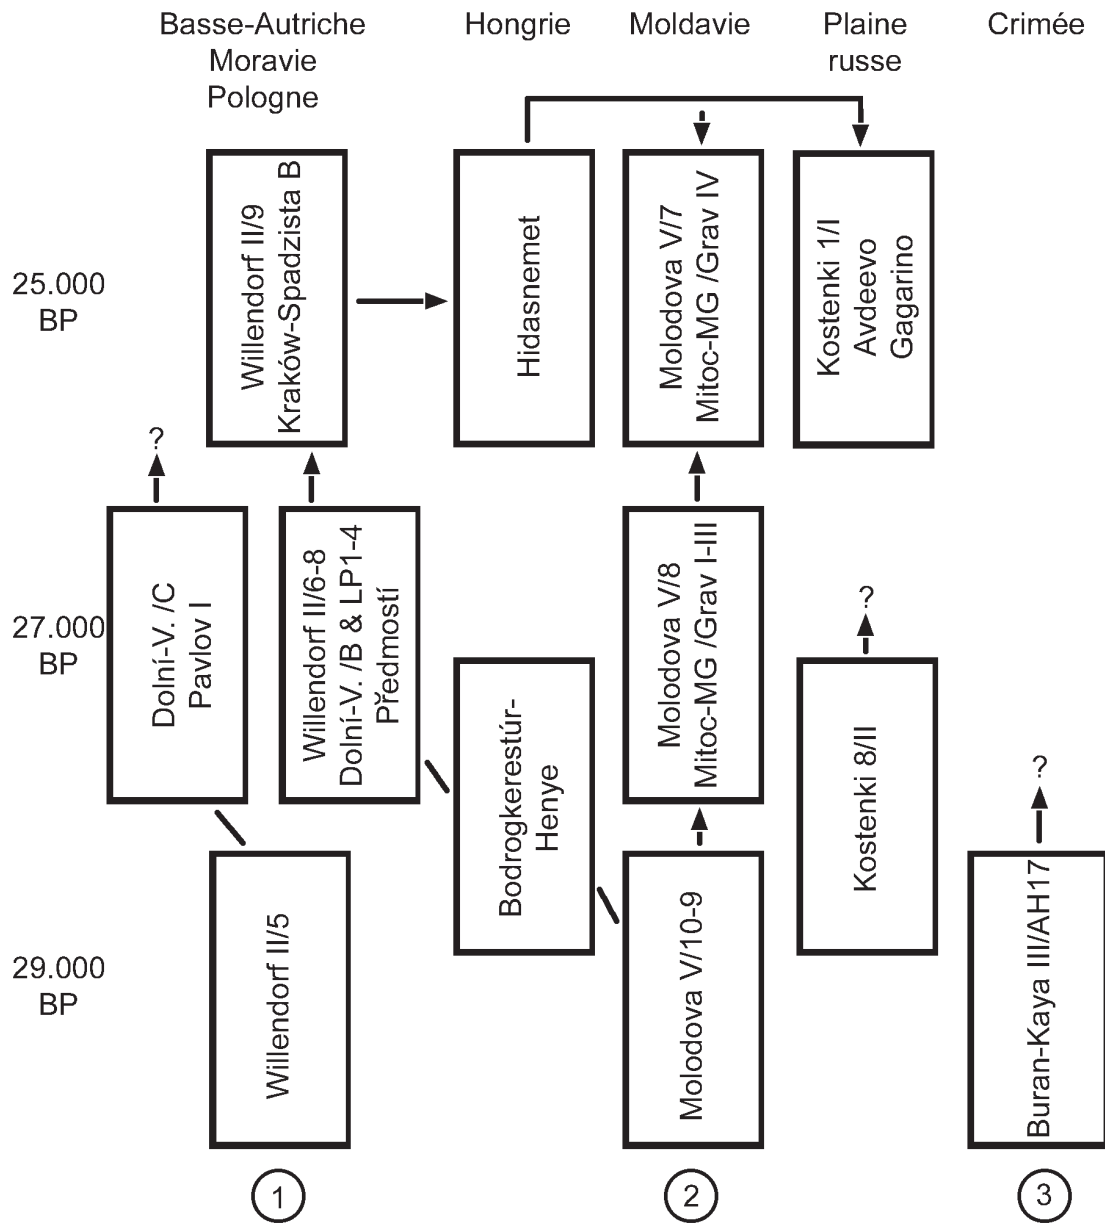 Basse-Autriche
Moravie
Pologne
Hongrie
Moldavie
Plaine
russe
Crimée
25.000
BP
Willendorf II/9
Kraków-Spadzista B
Hidasnemet
Molodova V/7
Mitoc-MG /Grav IV
Kostenki 1/I
Avdeevo
Gagarino
?
27.000
BP
Dolní-V. /C
Pavlov I
Willendorf II/6-8
Dolní-V. /B & LP1-4
Předmostí
Bodrogkerestúr-
Henye
Molodova V/8
Mitoc-MG /Grav I-III
?
Kostenki 8/II
?
29.000
BP
Willendorf II/5
Molodova V/10-9
Buran-Kaya III/AH17
1
2
3